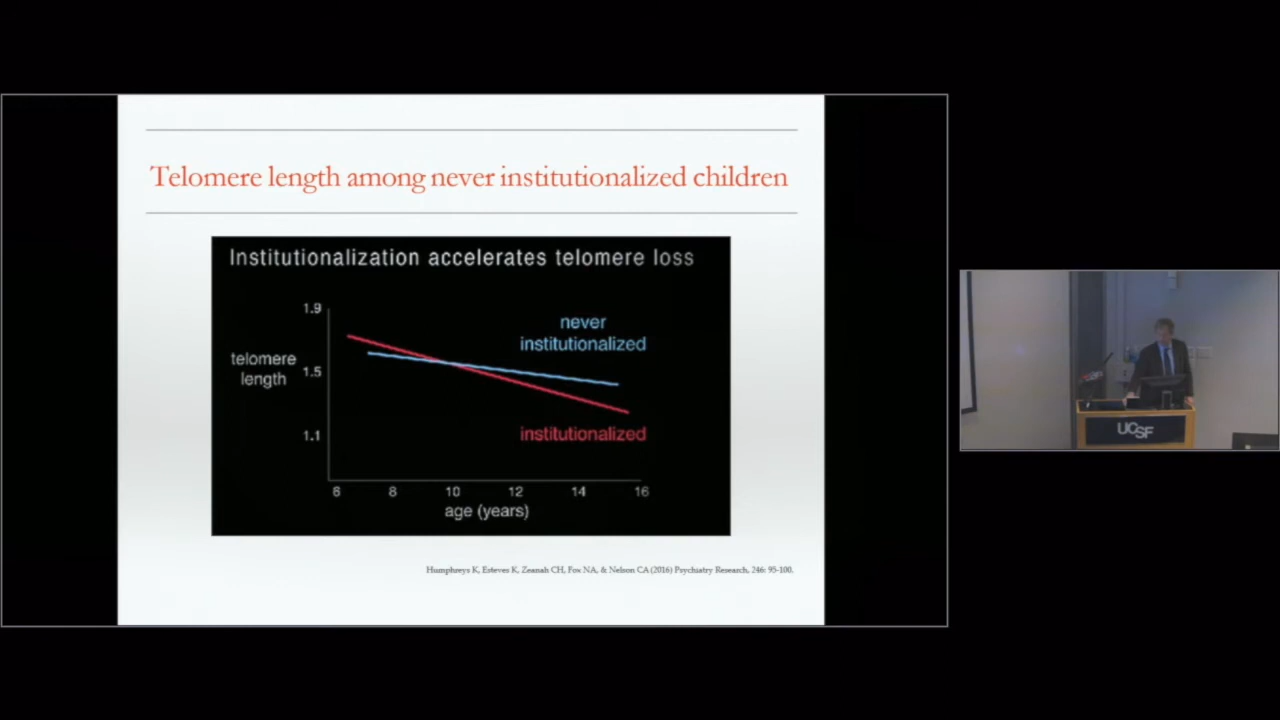 Telomere length among never institutionalized children
Institutionalization accelerates telomere loss
1.9
never
institutionalized
telomere
length
1.5
institutionalized
1.1
6 8 10 12 14 16
age (years)
Humphreys K, Esteves K, Zeanah CH, Fox NA, & Nelson CA (2016) Psychiatry Research, 246: 95-100.
UCSF